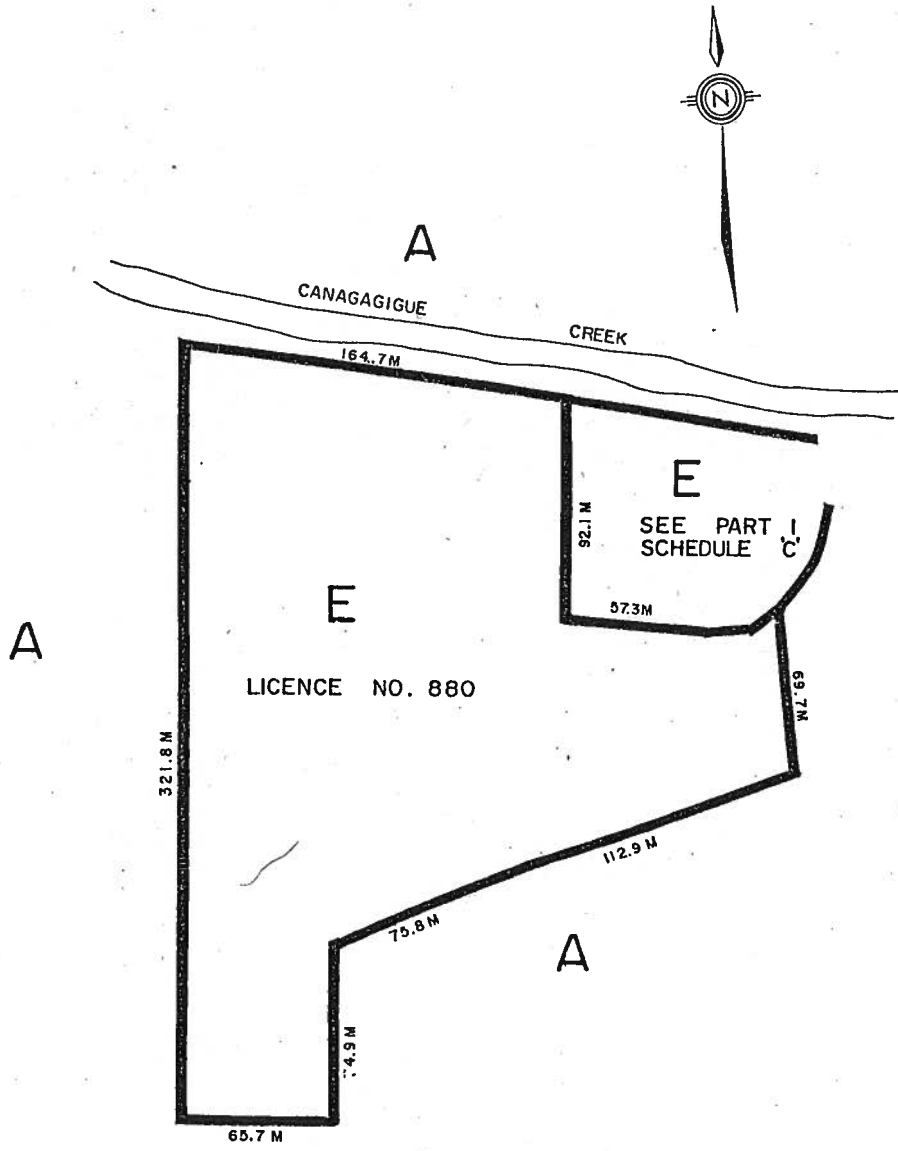 N
A
CANAGAGIGUE CREEK
164.7M
E
92.1 M
SEE PART 1
SCHEDULE 'C'
57.3M
E
A
LICENCE NO. 880
69.7M
321.8 M
112.9 M
75.8 M
A
65.7 M